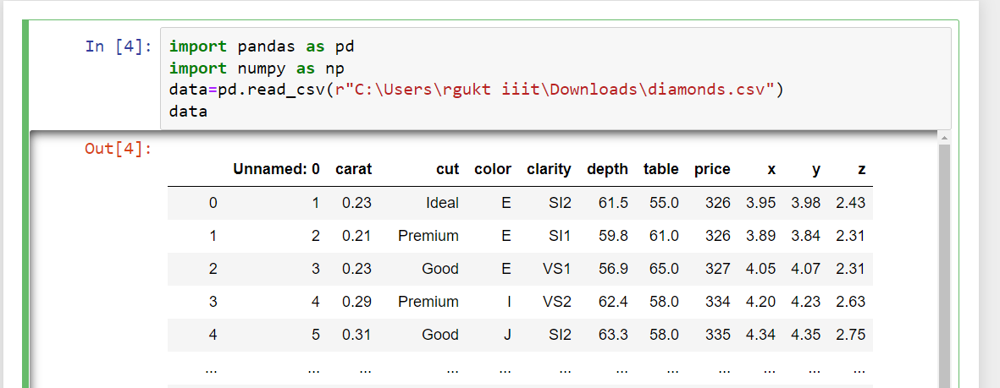 In [4]: import pandas as pd
import numpy as np
data=pd.read_csv(r"C:\Users\rgukt iiit\Downloads\diamonds.csv")
data
Out[4]:
Unnamed: 0 carat cut color clarity depth table price x y z
0 1 0.23 Ideal E SI2 61.5 55.0 326 3.95 3.98 2.43
1 2 0.21 Premium E SI1 59.8 61.0 326 3.89 3.84 2.31
2 3 0.23 Good E VS1 56.9 65.0 327 4.05 4.07 2.31
3 4 0.29 Premium I VS2 62.4 58.0 334 4.20 4.23 2.63
4 5 0.31 Good J SI2 63.3 58.0 335 4.34 4.35 2.75
... ... ... ... ... ... ... ... ... ... ... ...